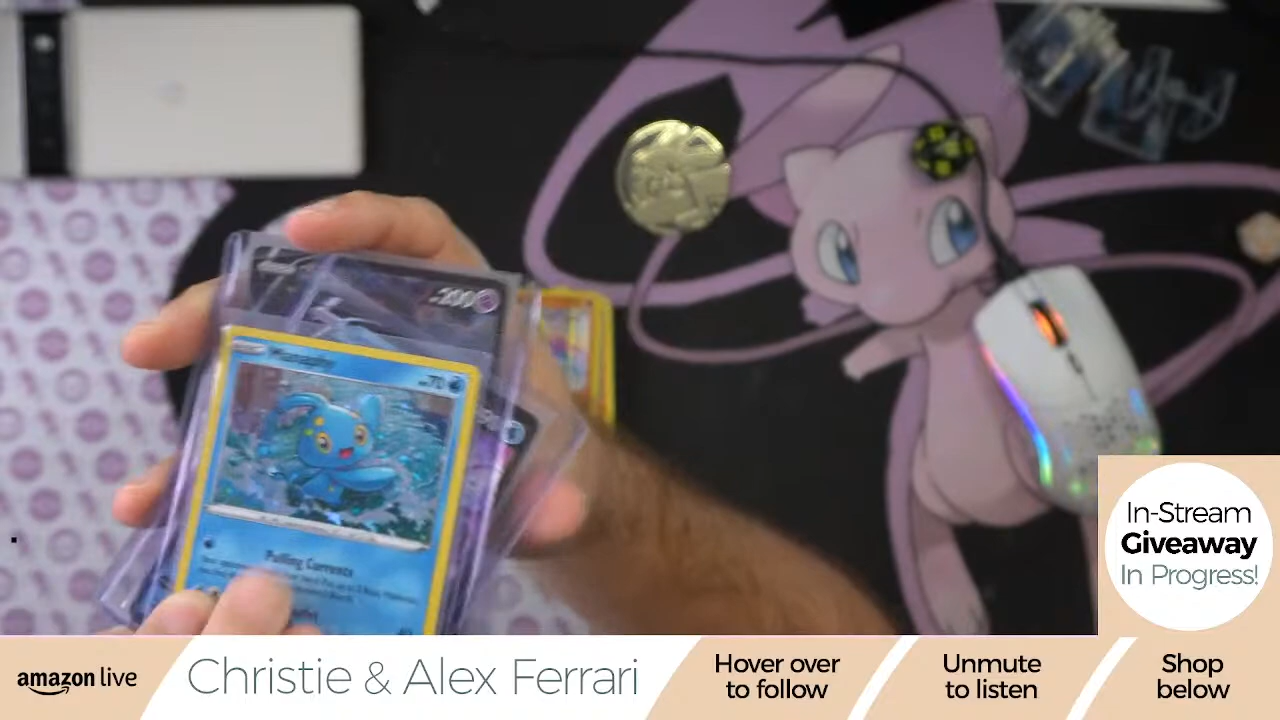 200
Manaphy
70
Pulling Currents
In-Stream
Giveaway
In Progress!
amazon live
Christie & Alex Ferrari
Hover over
to follow
Unmute
to listen
Shop
below